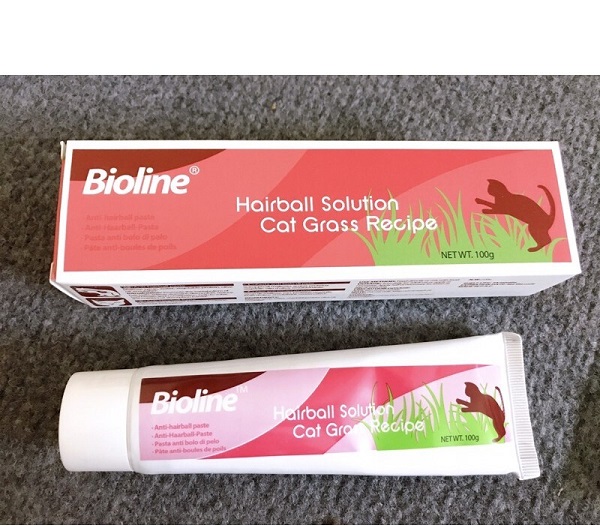 Bioline®
Hairball Solution
Cat Grass Recipe
- Anti-hairball paste
- Anti-Haarball-Paste
- Pasta anti bolo di pelo
- Pâte anti-boules de poils
NET WT. 100g
Bioline™
Hairball Solution
Cat Grass Recipe
- Anti-hairball paste
- Anti-Haarball-Paste
- Pasta anti bolo di pelo
- Pâte anti-boules de poils
NET WT. 100g